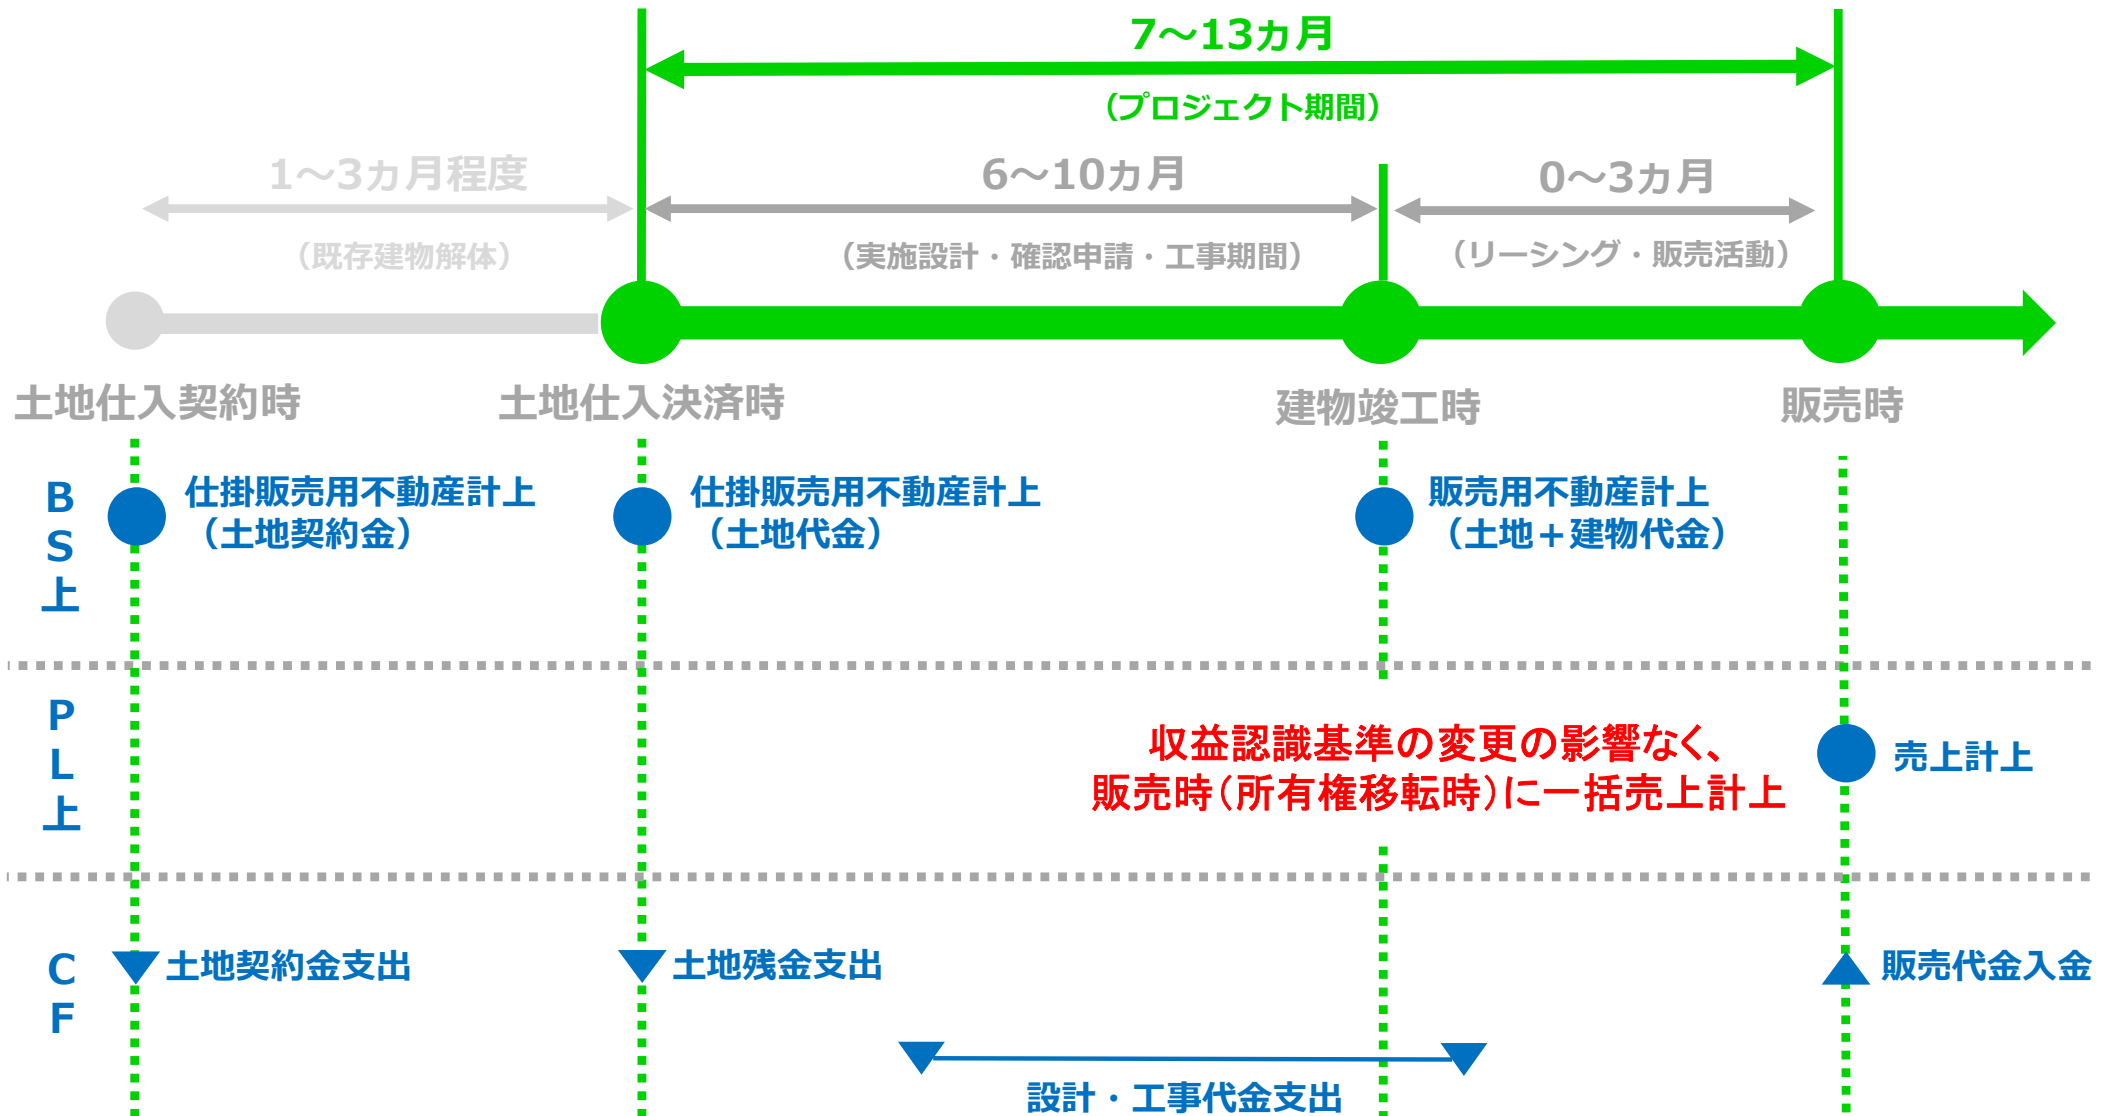 7～13ヵ月
（プロジェクト期間）
1～3ヵ月程度
6～10ヵ月
0～3ヵ月
（既存建物解体）
（実施設計・確認申請・工事期間）
（リーシング・販売活動）
土地仕入契約時
土地仕入決済時
建物竣工時
販売時
BS上
仕掛販売用不動産計上
（土地契約金）
仕掛販売用不動産計上
（土地代金）
販売用不動産計上
（土地＋建物代金）
PL上
収益認識基準の変更の影響なく、
販売時（所有権移転時）に一括売上計上
売上計上
CF
土地契約金支出
土地残金支出
販売代金入金
設計・工事代金支出